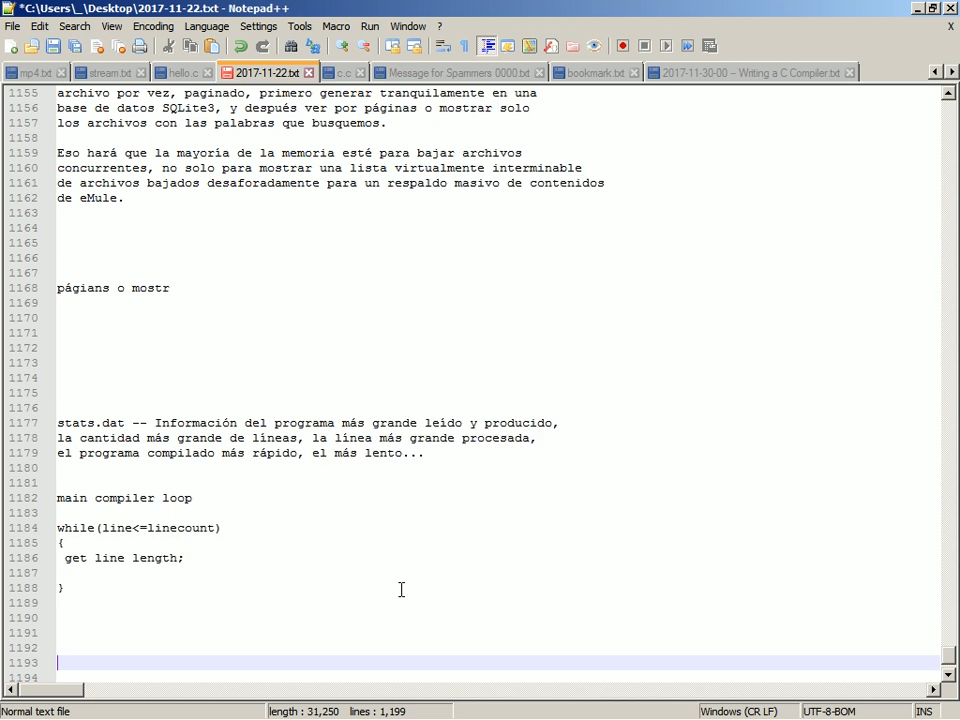 *C:\Users\_\Desktop\2017-11-22.txt - Notepad++
File Edit Search View Encoding Language Settings Tools Macro Run Window ? X
mp4.txt stream.txt hello.c 2017-11-22.txt c.c Message for Spammers 0000.txt bookmark.txt 2017-11-30-00 -- Writing a C Compiler.txt
1155 archivo por vez, paginado, primero generar tranquilamente en una
1156 base de datos SQLite3, y después ver por páginas o mostrar solo
1157 los archivos con las palabras que busquemos.
1158
1159 Eso hará que la mayoría de la memoria esté para bajar archivos
1160 concurrentes, no solo para mostrar una lista virtualmente interminable
1161 de archivos bajados desaforadamente para un respaldo masivo de contenidos
1162 de eMule.
1163
1164
1165
1166
1167
1168 págians o mostr
1169
1170
1171
1172
1173
1174
1175
1176
1177 stats.dat -- Información del programa más grande leído y producido,
1178 la cantidad más grande de líneas, la línea más grande procesada,
1179 el programa compilado más rápido, el más lento...
1180
1181
1182 main compiler loop
1183
1184 while(line<=linecount)
1185 {
1186 get line length;
1187
1188 }
1189
1190
1191
1192
1193
1194
Normal text file length : 31,250 lines : 1,199 Windows (CR LF) UTF-8-BOM INS